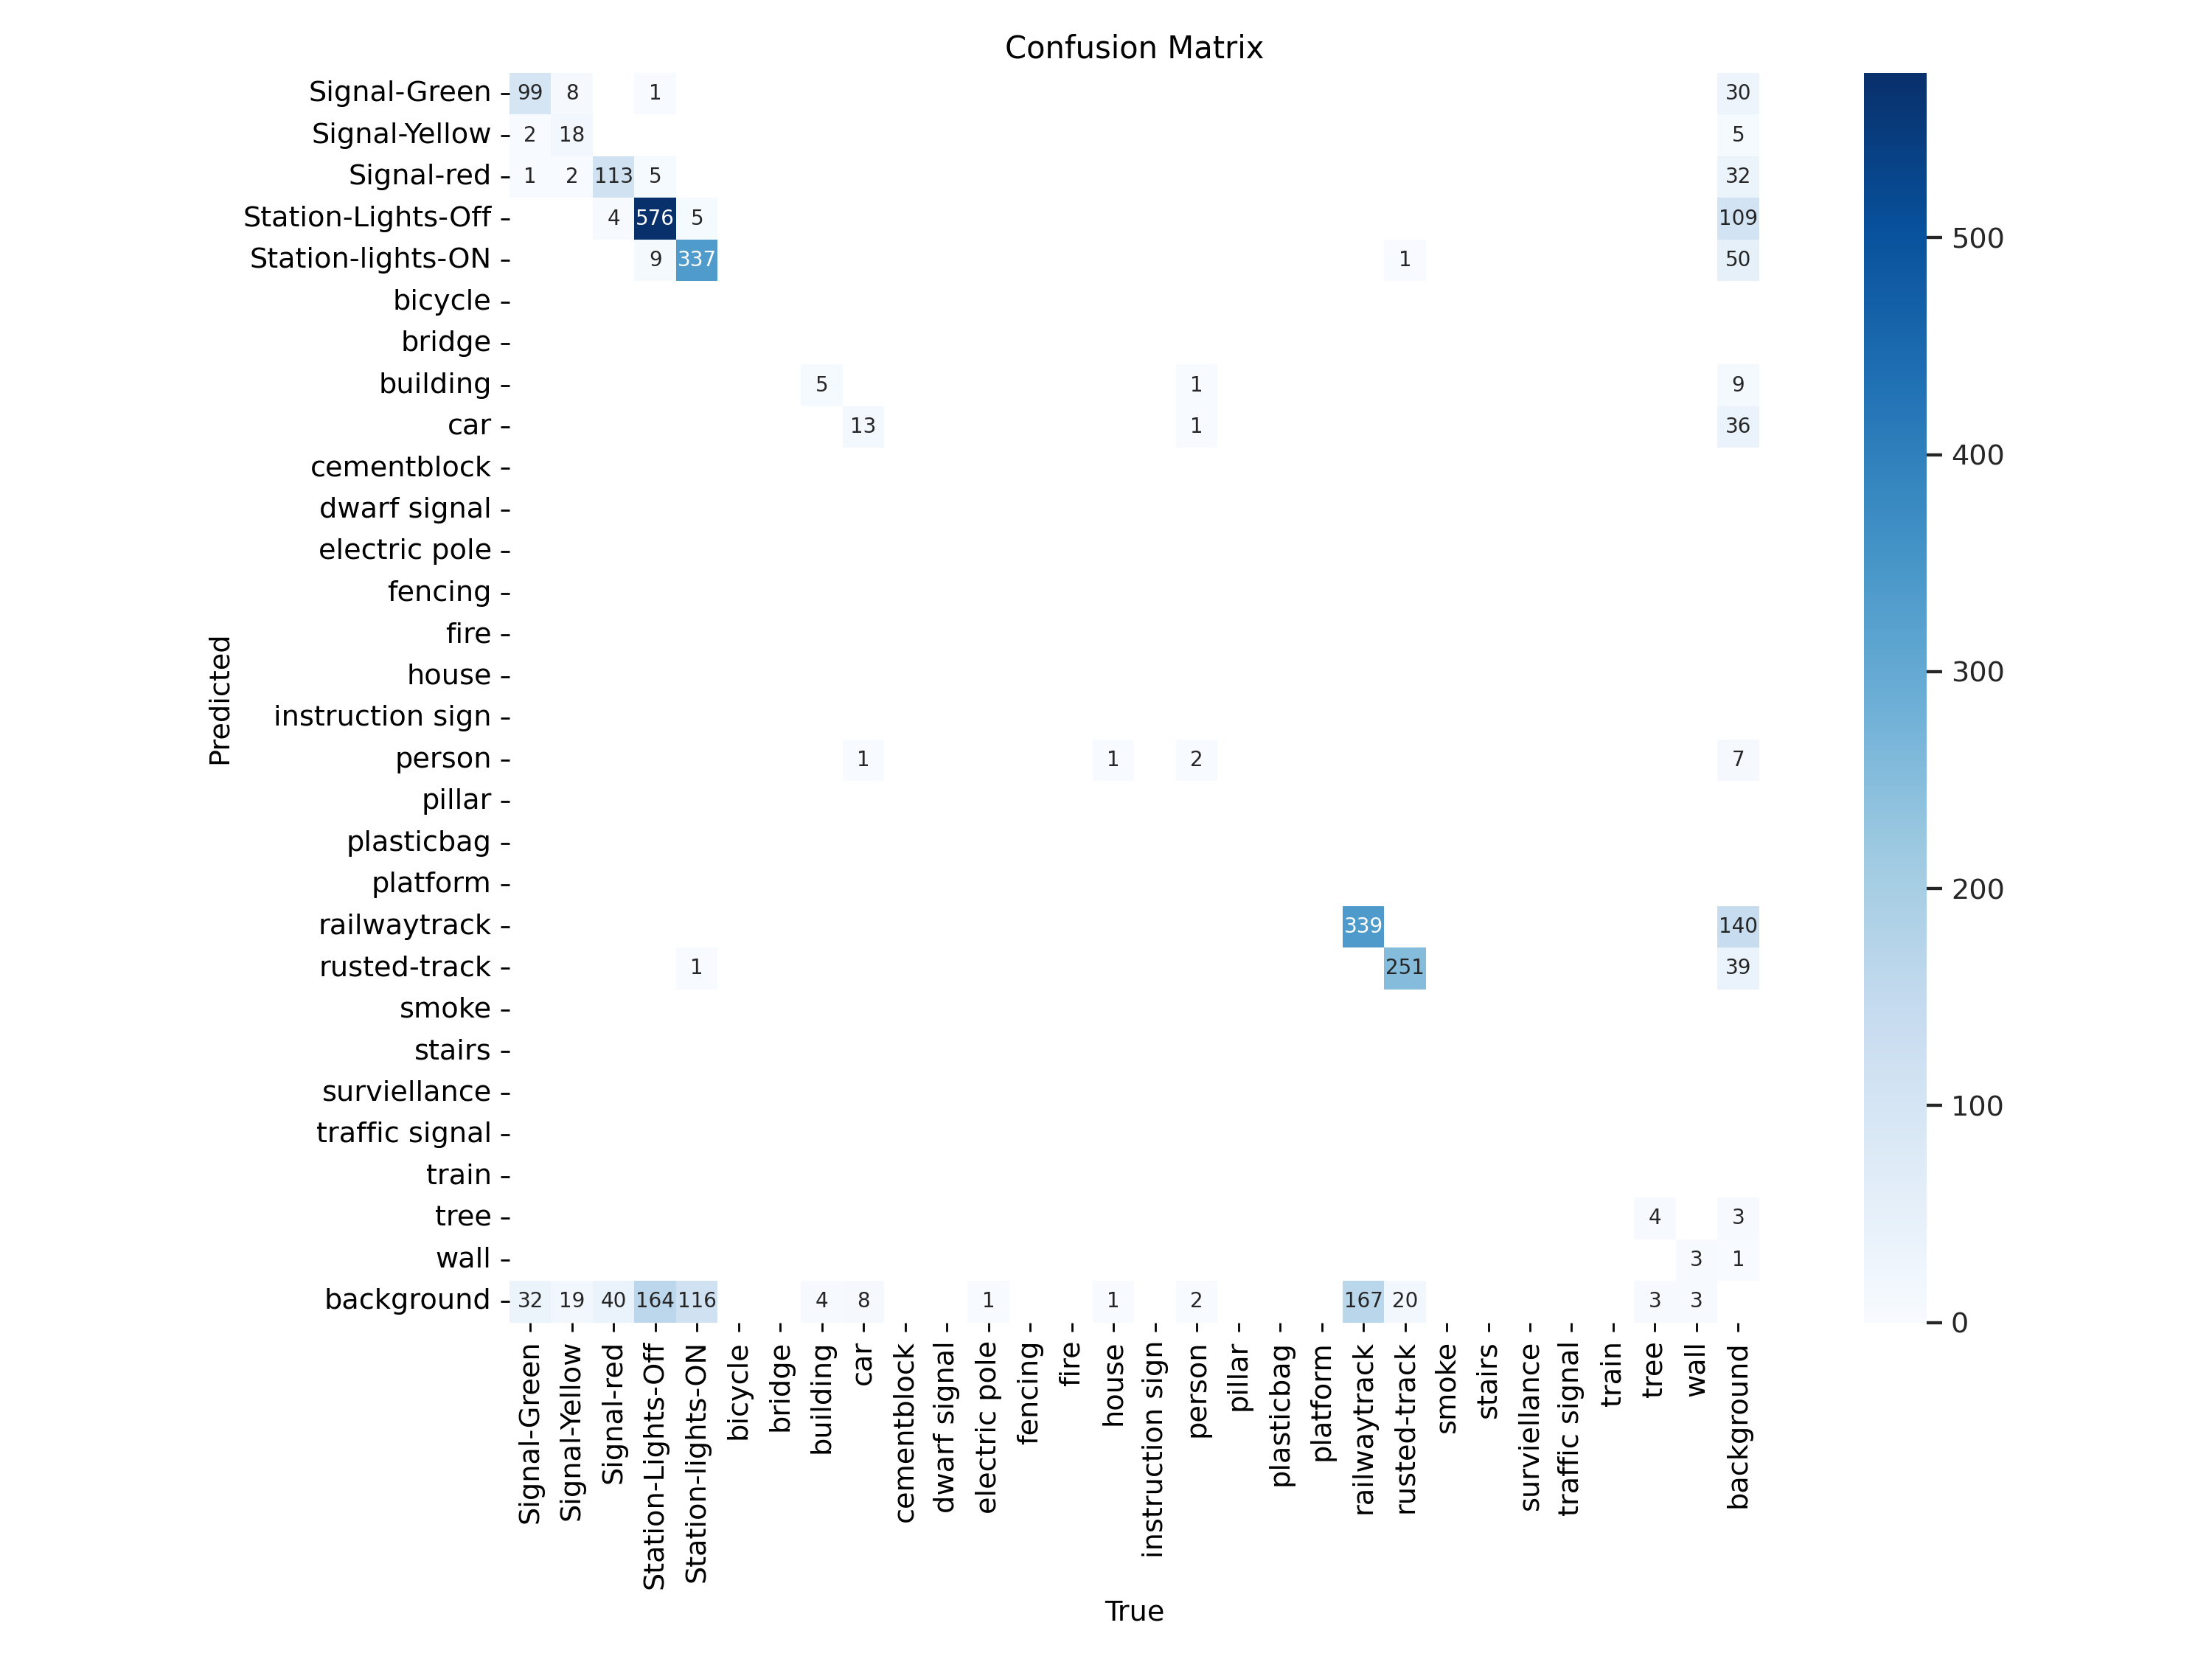 Confusion Matrix
Signal-Green 99 8 1 30
Signal-Yellow 2 18 5
Signal-red 1 2 113 5 32
Station-Lights-Off 4 576 5 109
Station-lights-ON 9 337 1 50
bicycle
bridge
building 5 1 9
car 13 1 36
cementblock
dwarf signal
electric pole
fencing
fire
house
instruction sign
person 1 1 2 7
pillar
plasticbag
platform
railwaytrack 339 140
rusted-track 1 251 39
smoke
stairs
surviellance
traffic signal
train
tree 4 3
wall 3 1
background 32 19 40 164 116 4 8 1 1 2 167 20 3 3
Predicted
Signal-Green
Signal-Yellow
Signal-red
Station-Lights-Off
Station-lights-ON
bicycle
bridge
building
car
cementblock
dwarf signal
electric pole
fencing
fire
house
instruction sign
person
pillar
plasticbag
platform
railwaytrack
rusted-track
smoke
stairs
surviellance
traffic signal
train
tree
wall
background
True
500
400
300
200
100
0